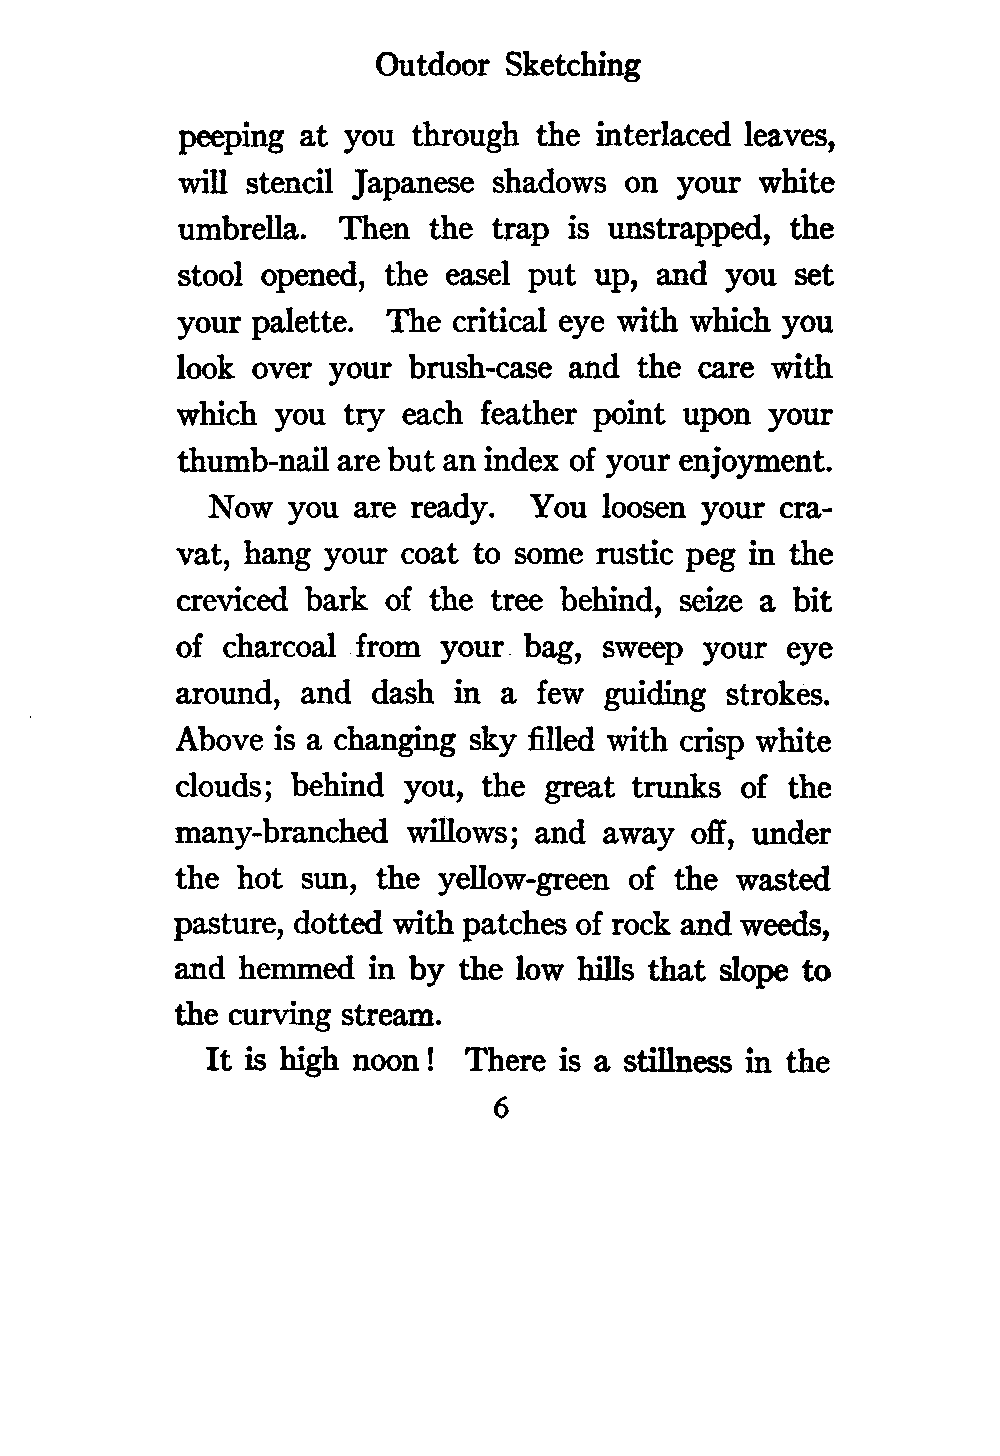 Outdoor Sketching
peeping at you through the interlaced leaves,
will stencil Japanese shadows on your white
umbrella. Then the trap is unstrapped, the
stool opened, the easel put up, and you set
your palette. The critical eye with which you
look over your brush-case and the care with
which you try each feather point upon your
thumb-nail are but an index of your enjoyment.
Now you are ready. You loosen your cra-
vat, hang your coat to some rustic peg in the
creviced bark of the tree behind, seize a bit
of charcoal from your bag, sweep your eye
around, and dash in a few guiding strokes.
Above is a changing sky filled with crisp white
clouds; behind you, the great trunks of the
many-branched willows; and away off, under
the hot sun, the yellow-green of the wasted
pasture, dotted with patches of rock and weeds,
and hemmed in by the low hills that slope to
the curving stream.
It is high noon! There is a stillness in the
6